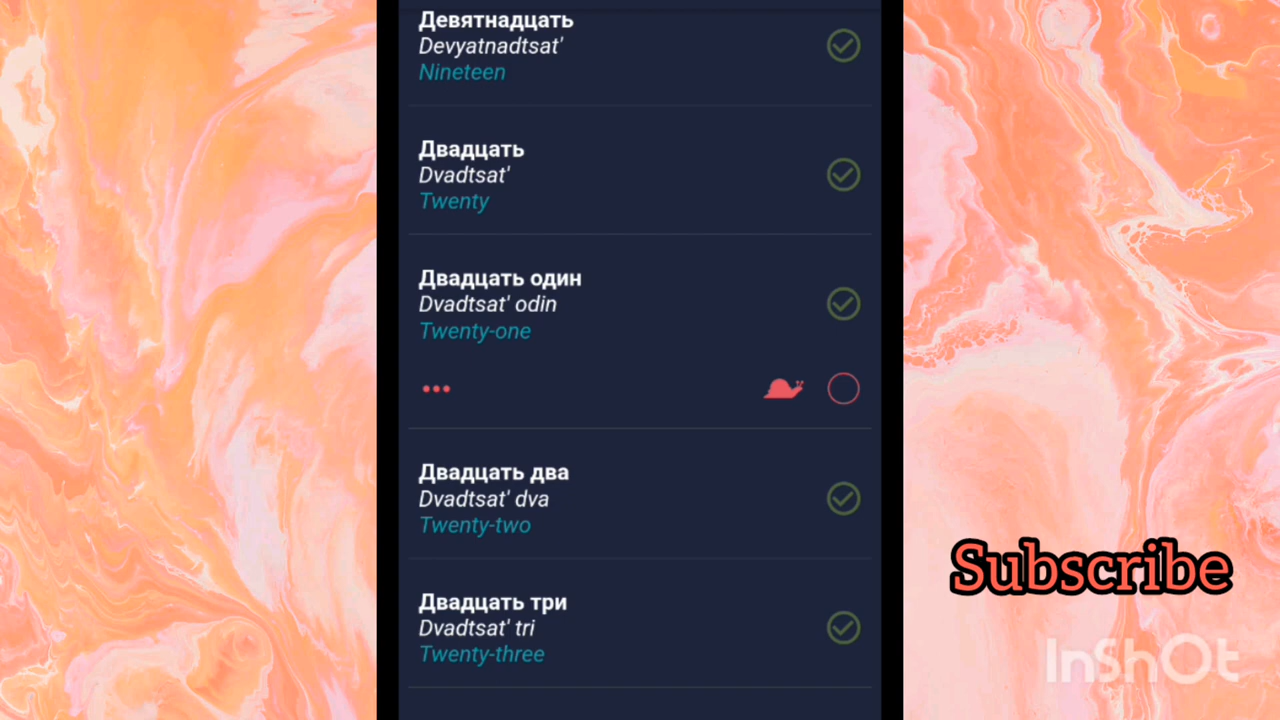 Девятнадцать
Devyatnadtsat'
Nineteen
Двадцать
Dvadtsat'
Twenty
Двадцать один
Dvadtsat' odin
Twenty-one
Двадцать два
Dvadtsat' dva
Twenty-two
Двадцать три
Dvadtsat' tri
Twenty-three
Subscribe
InShOt